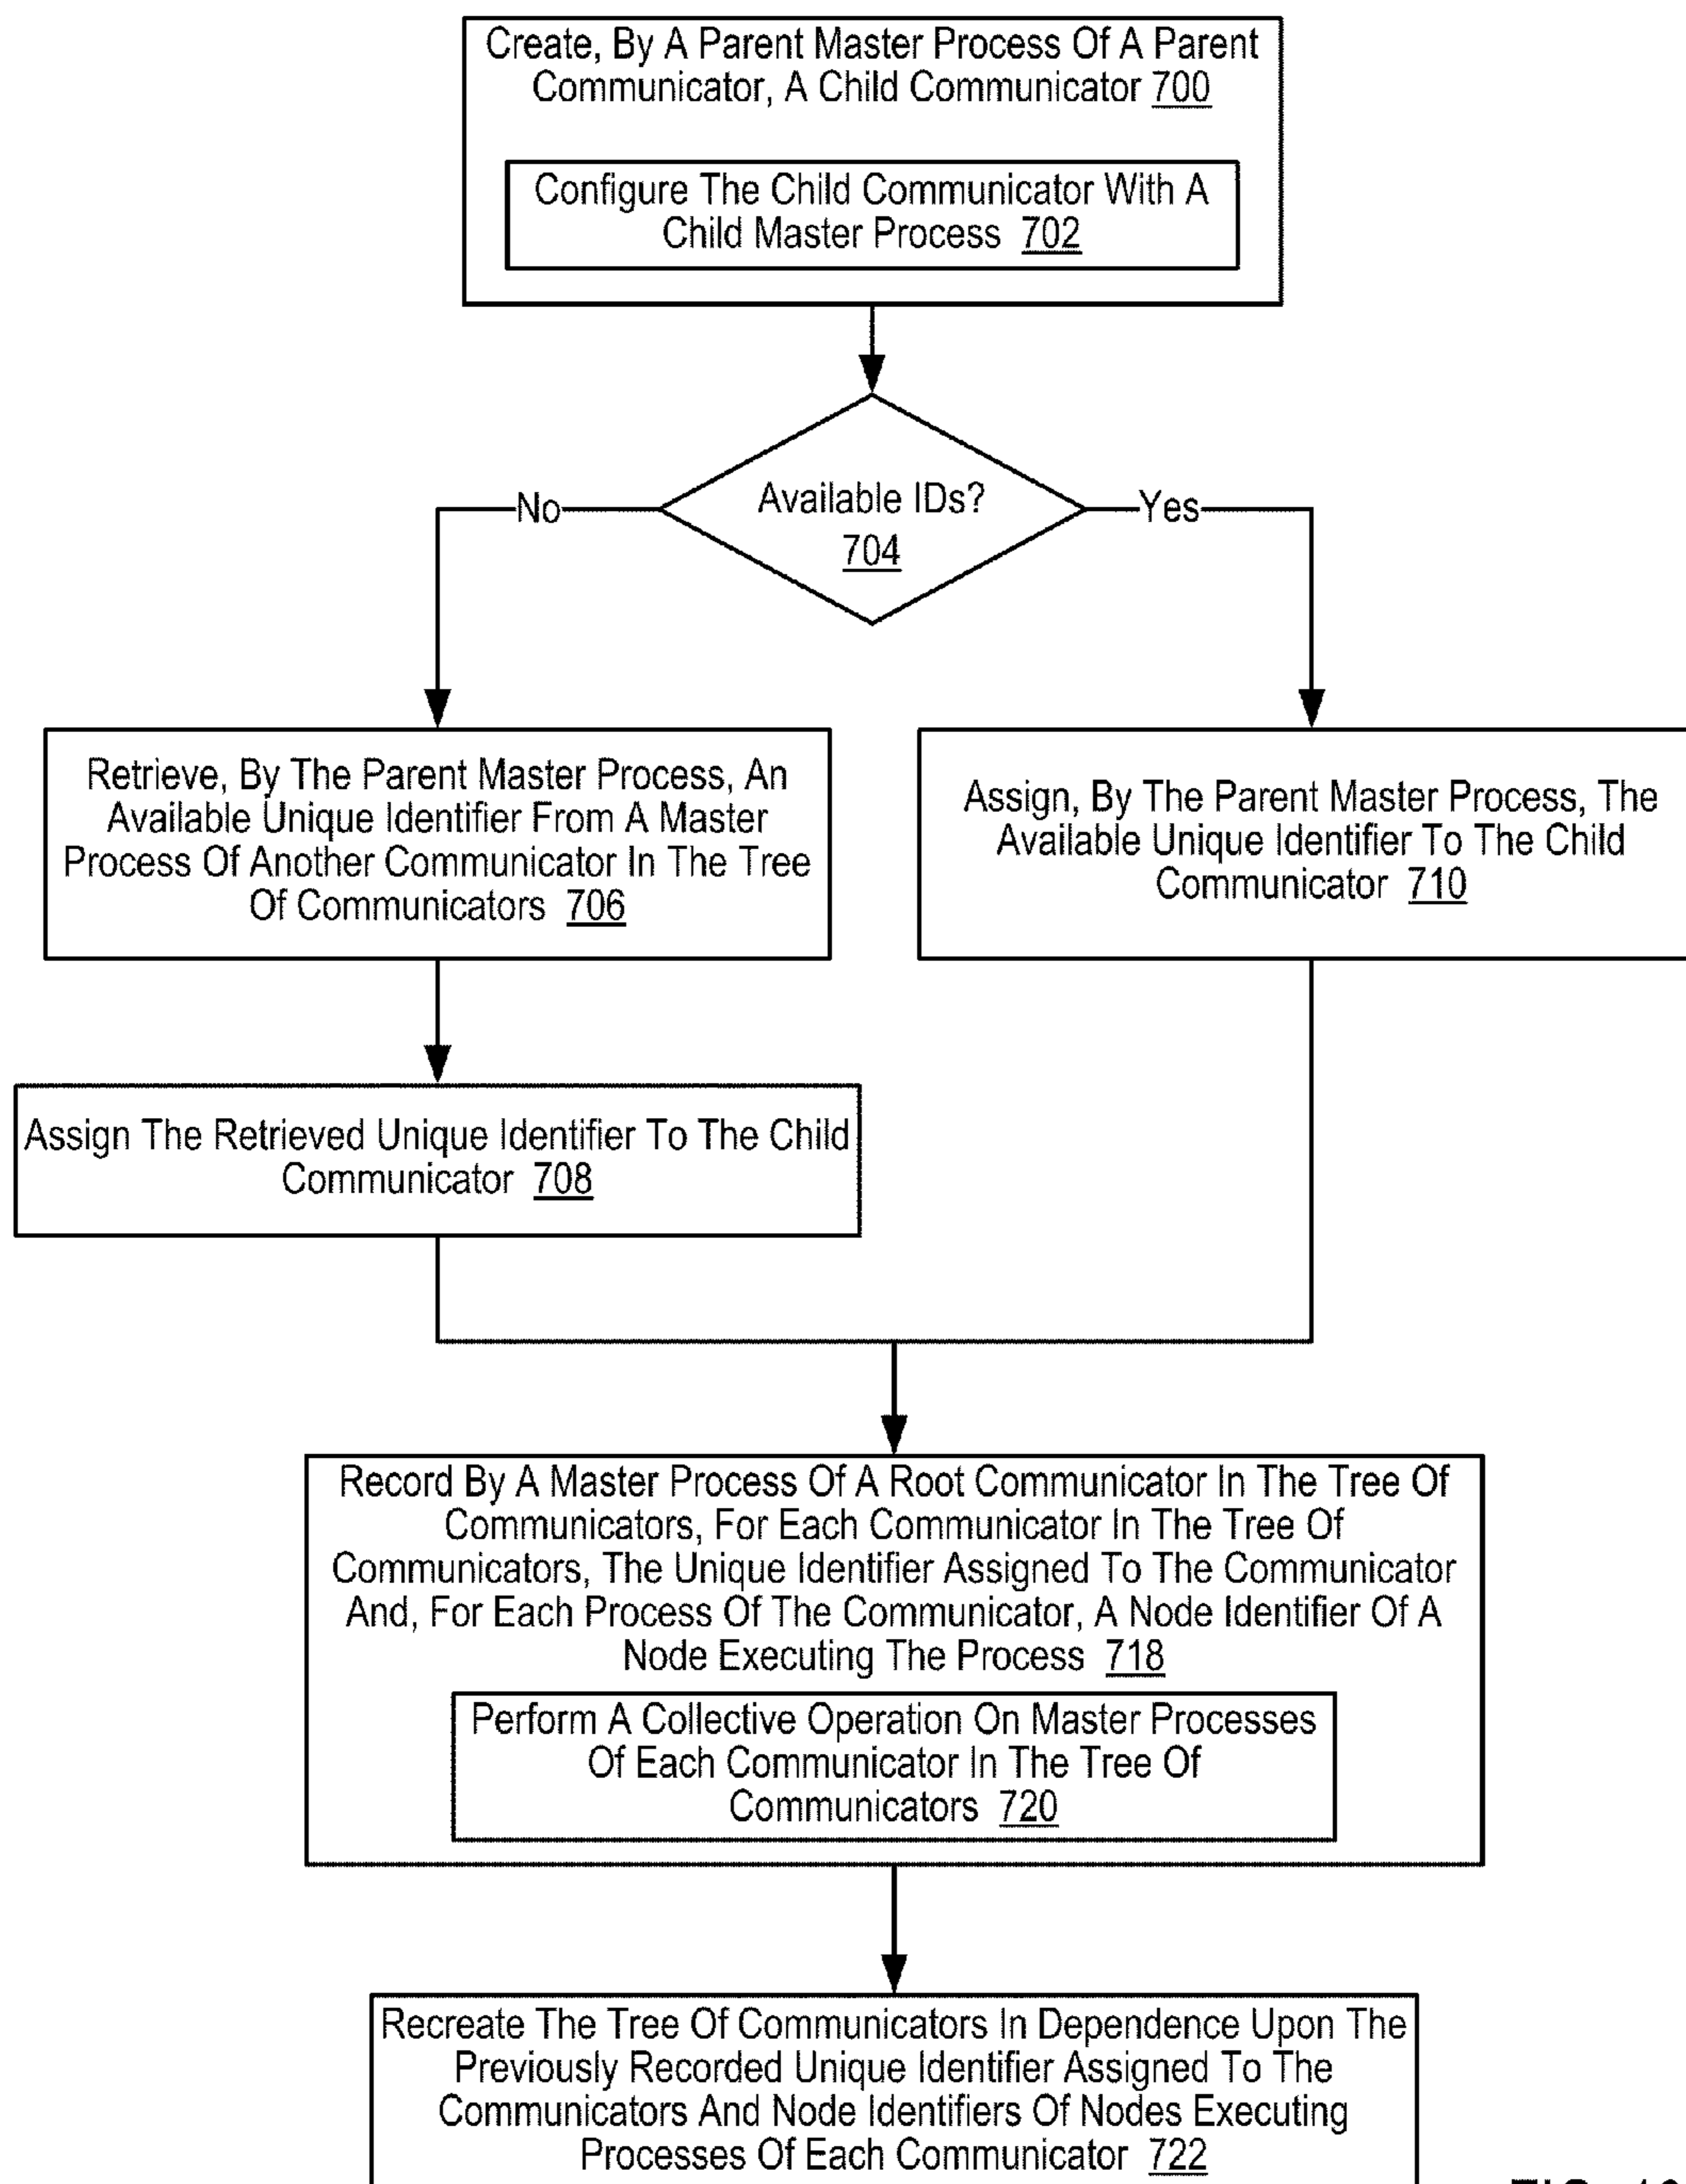 Create, By A Parent Master Process Of A Parent
Communicator, A Child Communicator 700
Configure The Child Communicator With A
Child Master Process 702
Available IDs?
704
No
Yes
Retrieve, By The Parent Master Process, An
Available Unique Identifier From A Master
Process Of Another Communicator In The Tree
Of Communicators 706
Assign, By The Parent Master Process, The
Available Unique Identifier To The Child
Communicator 710
Assign The Retrieved Unique Identifier To The Child
Communicator 708
Record By A Master Process Of A Root Communicator In The Tree Of
Communicators, For Each Communicator In The Tree Of
Communicators, The Unique Identifier Assigned To The Communicator
And, For Each Process Of The Communicator, A Node Identifier Of A
Node Executing The Process 718
Perform A Collective Operation On Master Processes
Of Each Communicator In The Tree Of
Communicators 720
Recreate The Tree Of Communicators In Dependence Upon The
Previously Recorded Unique Identifier Assigned To The
Communicators And Node Identifiers Of Nodes Executing
Processes Of Each Communicator 722